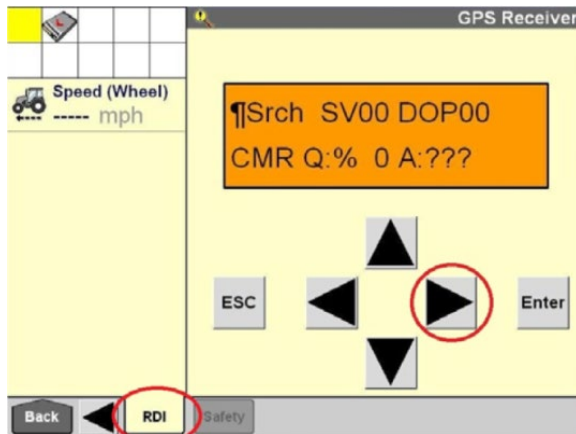 GPS Receiver
Speed (Wheel)
----- mph
¶Srch SV00 DOP00
CMR Q:% 0 A:???
ESC
Enter
Back
RDI
Safety